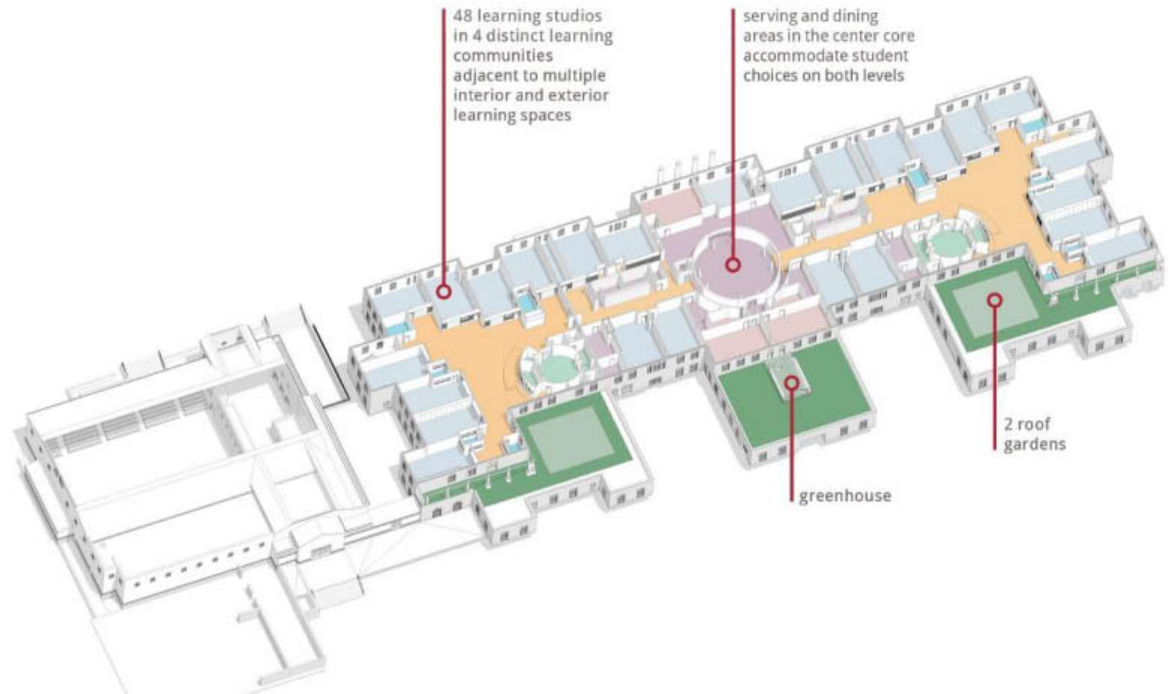 48 learning studios
in 4 distinct learning
communities
adjacent to multiple
interior and exterior
learning spaces
serving and dining
areas in the center core
accommodate student
choices on both levels
2 roof
gardens
greenhouse